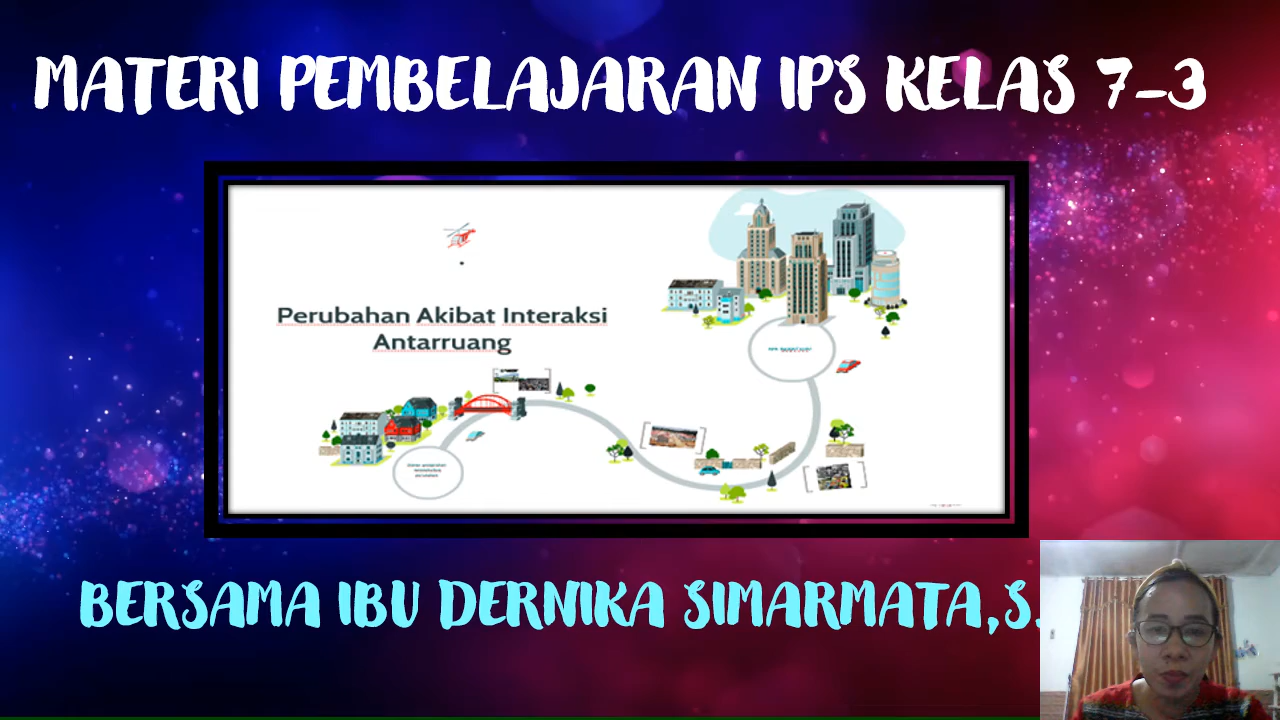 MATERI PEMBELAJARAN IPS KELAS 7-3
Perubahan Akibat Interaksi
Antarruang
BERSAMA IBU DERNIKA SIMARMATA,S.